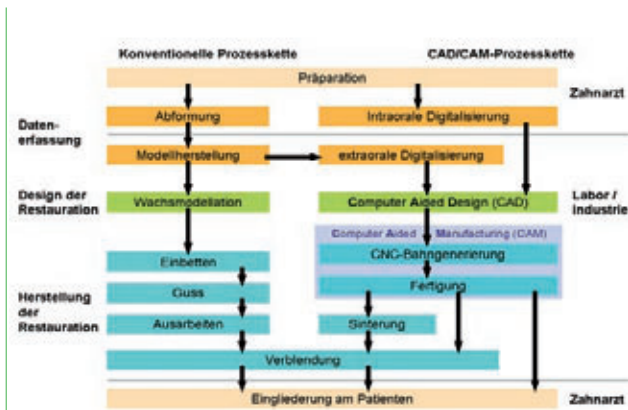 Konventionelle Prozesskette
CAD/CAM-Prozesskette
Präparation
Zahnarzt
Abformung
Intraorale Digitalisierung
Daten-
erfassung
Modellherstellung
extraorale Digitalisierung
Design der
Restauration
Wachsmodellation
Computer Aided Design (CAD)
Labor /
Industrie
Computer Aided Manufacturing (CAM)
CNC-Bahngenerierung
Einbetten
Fertigung
Guss
Herstellung
der
Restauration
Ausarbeiten
Sinterung
Verblendung
Eingliederung am Patienten
Zahnarzt